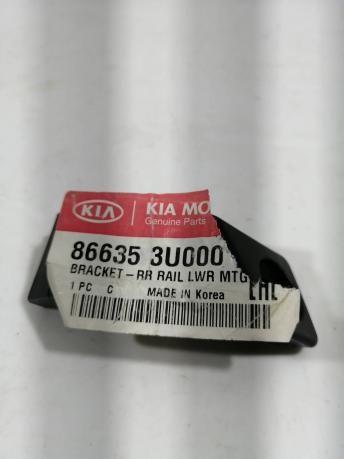 KIA KIA MO
Genuine Parts
86635 3U000
BRACKET-RR RAIL LWR MTG
1 PC C MADE IN Korea EAC